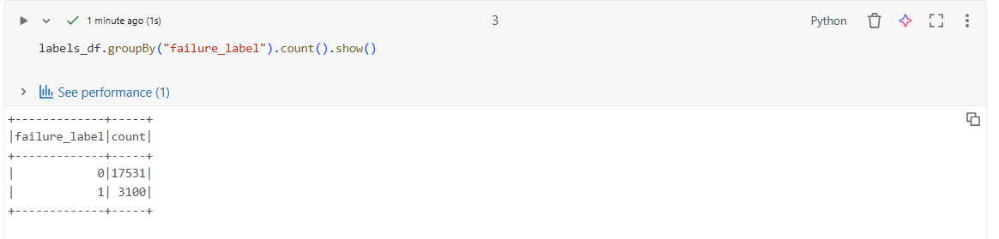 1 minute ago (1s) 3 Python
labels_df.groupBy("failure_label").count().show()
See performance (1)
+-------------+-----+
|failure_label|count|
+-------------+-----+
|            0|17531|
|            1| 3100|
+-------------+-----+